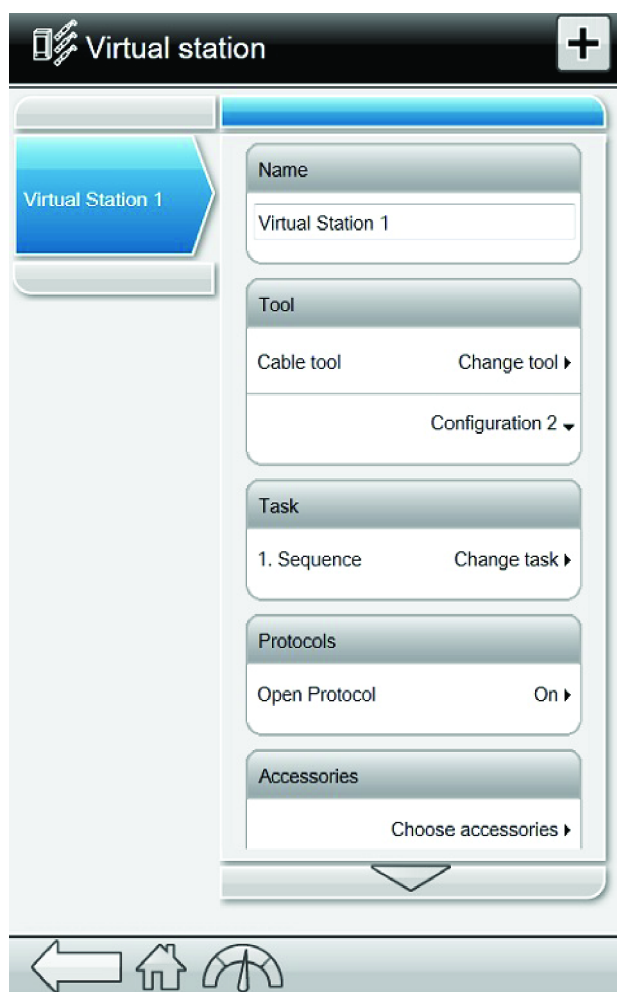 Virtual station
Virtual Station 1
Name
Virtual Station 1
Tool
Cable tool Change tool
Configuration 2
Task
1. Sequence Change task
Protocols
Open Protocol On
Accessories
Choose accessories